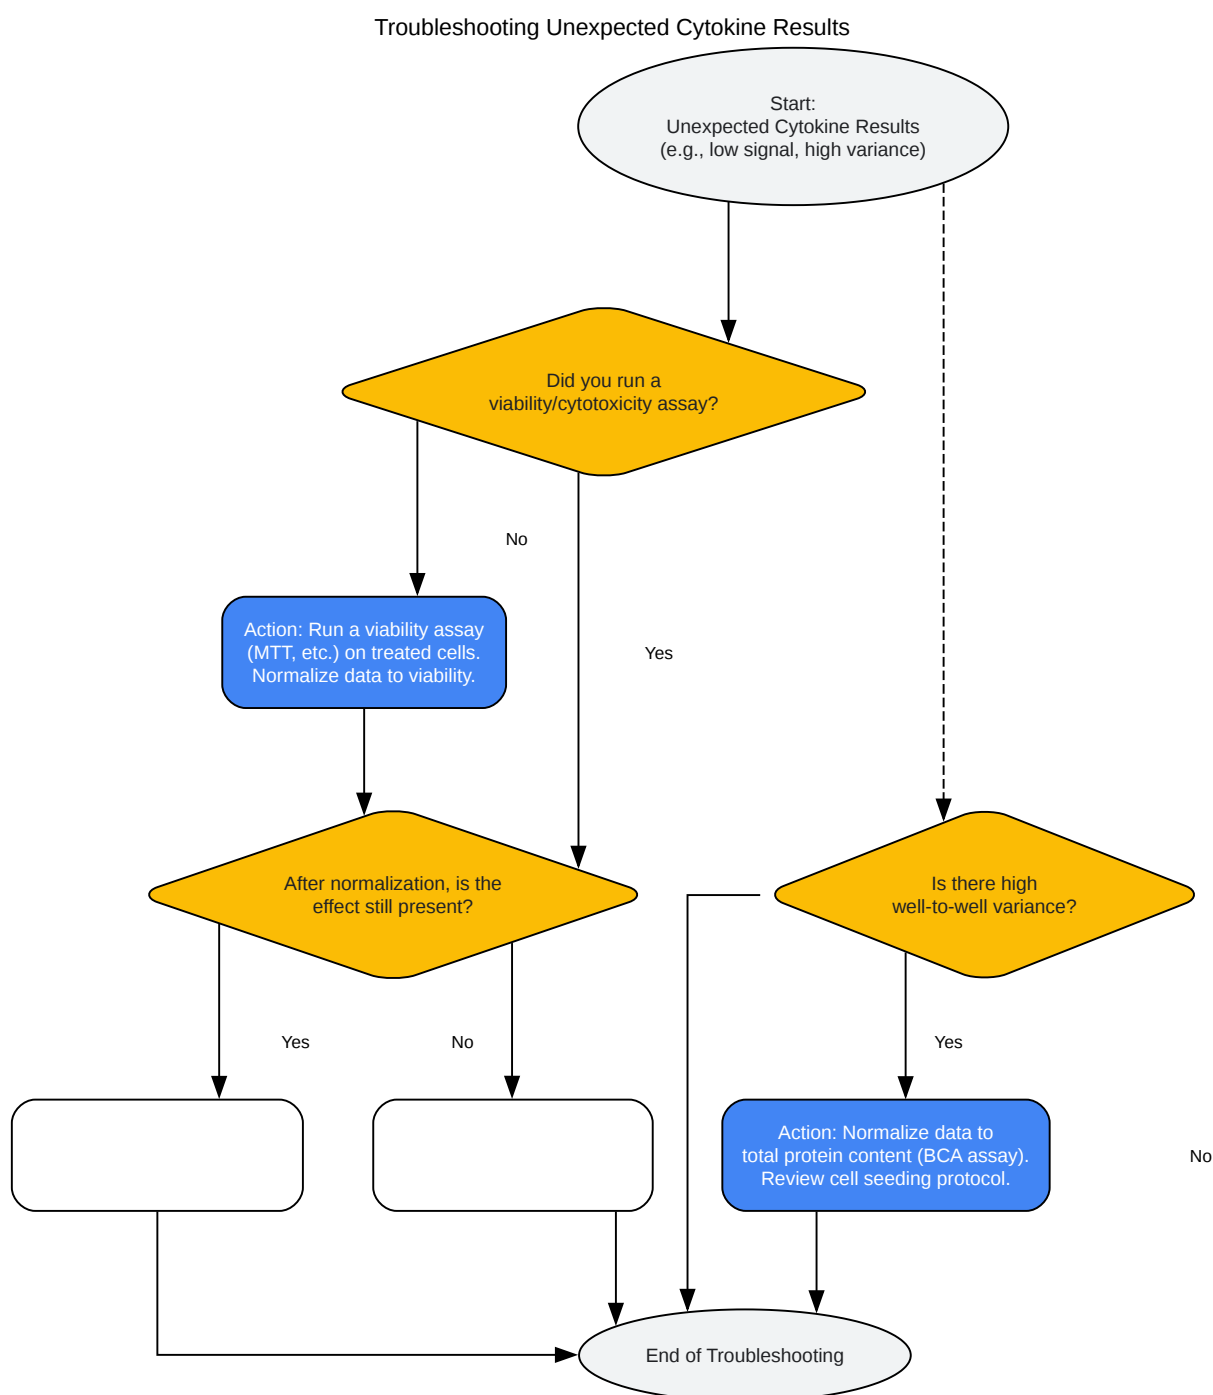 Troubleshooting Unexpected Cytokine Results
Start:
Unexpected Cytokine Results
(e.g., low signal, high variance)
Did you run a
viability/cytotoxicity assay?
No
Action: Run a viability assay
(MTT, etc.) on treated cells.
Normalize data to viability.
Yes
After normalization, is the
effect still present?
Is there high
well-to-well variance?
Yes
No
Yes
Action: Normalize data to
total protein content (BCA assay).
Review cell seeding protocol.
No
End of Troubleshooting